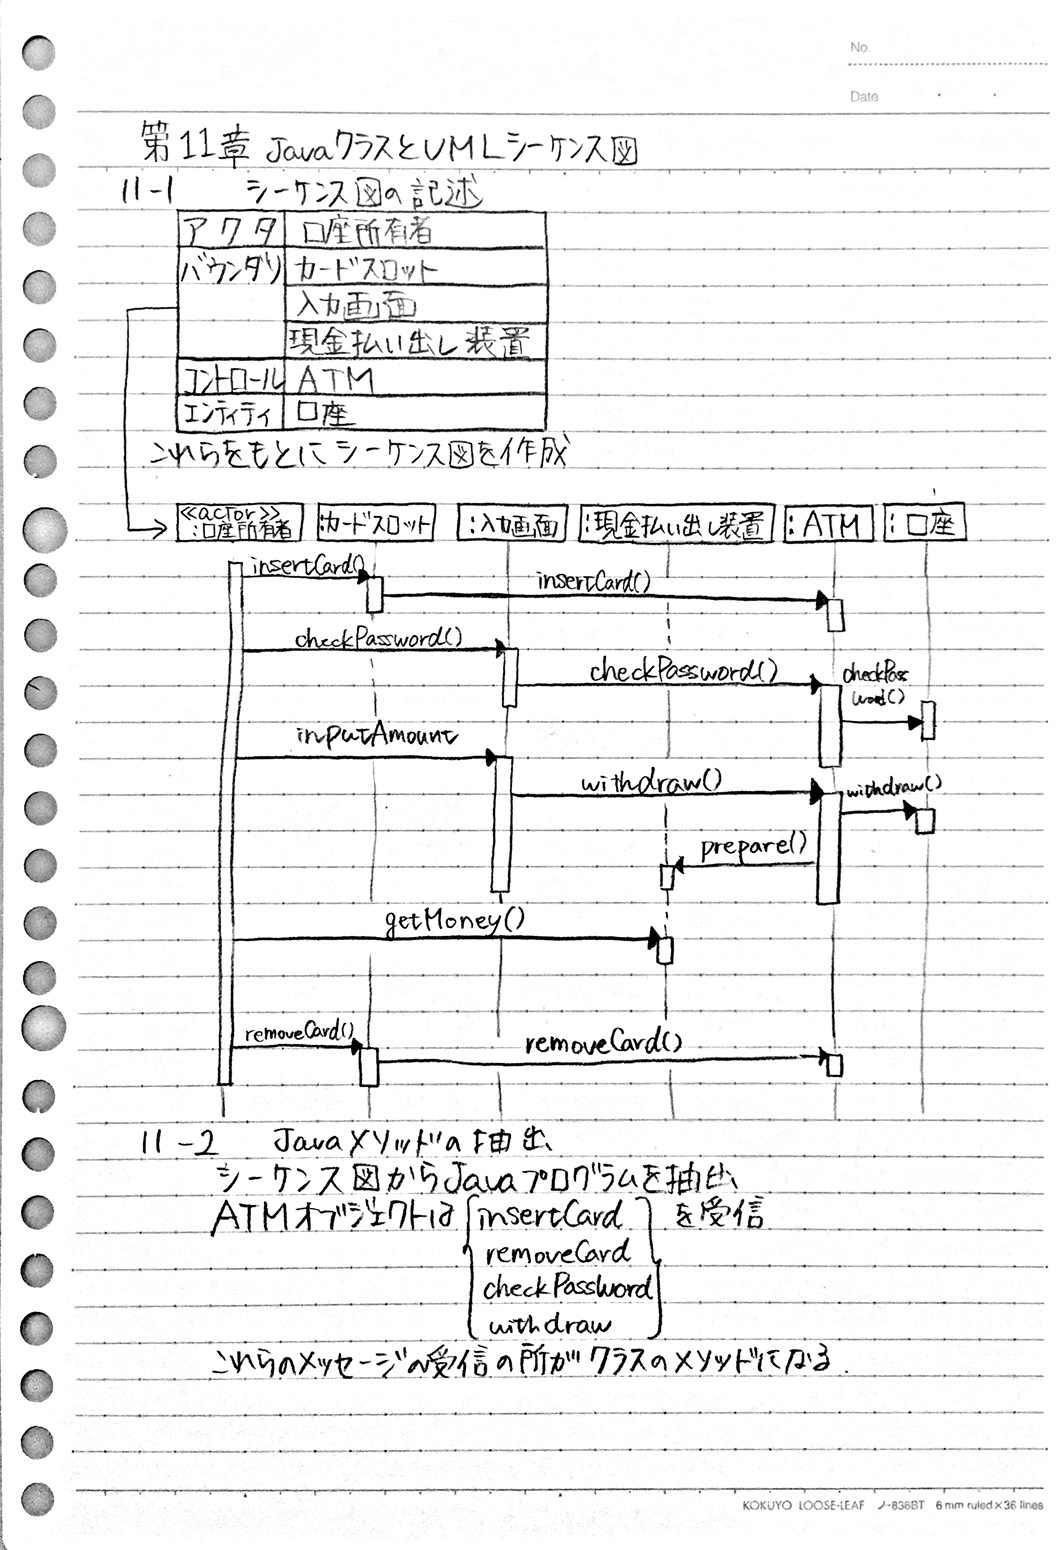 No.
Date
第11章 JavaクラスとUMLシーケンス図
11-1 シーケンス図の記述
アクタ 口座所有者
バウンダリ カードスロット
入力画面
現金払い出し装置
コントロール ATM
エンティティ 口座
これらをもとにシーケンス図を作成
≪actor≫
:口座所有者 :カードスロット :入力画面 :現金払い出し装置 :ATM :口座
insertCard()
insertCard()
checkPassword()
checkPassword()
checkPass
word()
inputAmount
withdraw()
withdraw()
prepare()
getMoney()
removeCard()
removeCard()
11-2 Javaメソッドの抽出
シーケンス図からJavaプログラムを抽出
ATMオブジェクトは insertCard を受信
removeCard
checkPassword
withdraw
これらのメッセージの受信の所がクラスのメソッドになる.
KOKUYO LOOSE-LEAF ノ-836BT 6 mm ruled×36 lines